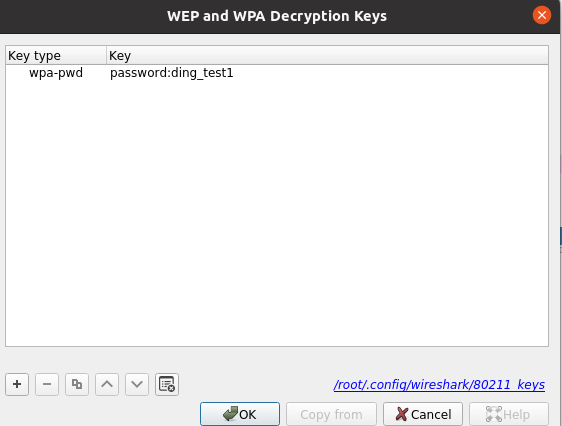 WEP and WPA Decryption Keys
Key type Key
wpa-pwd password:ding_test1
/root/.config/wireshark/80211_keys
OK Copy from Cancel Help